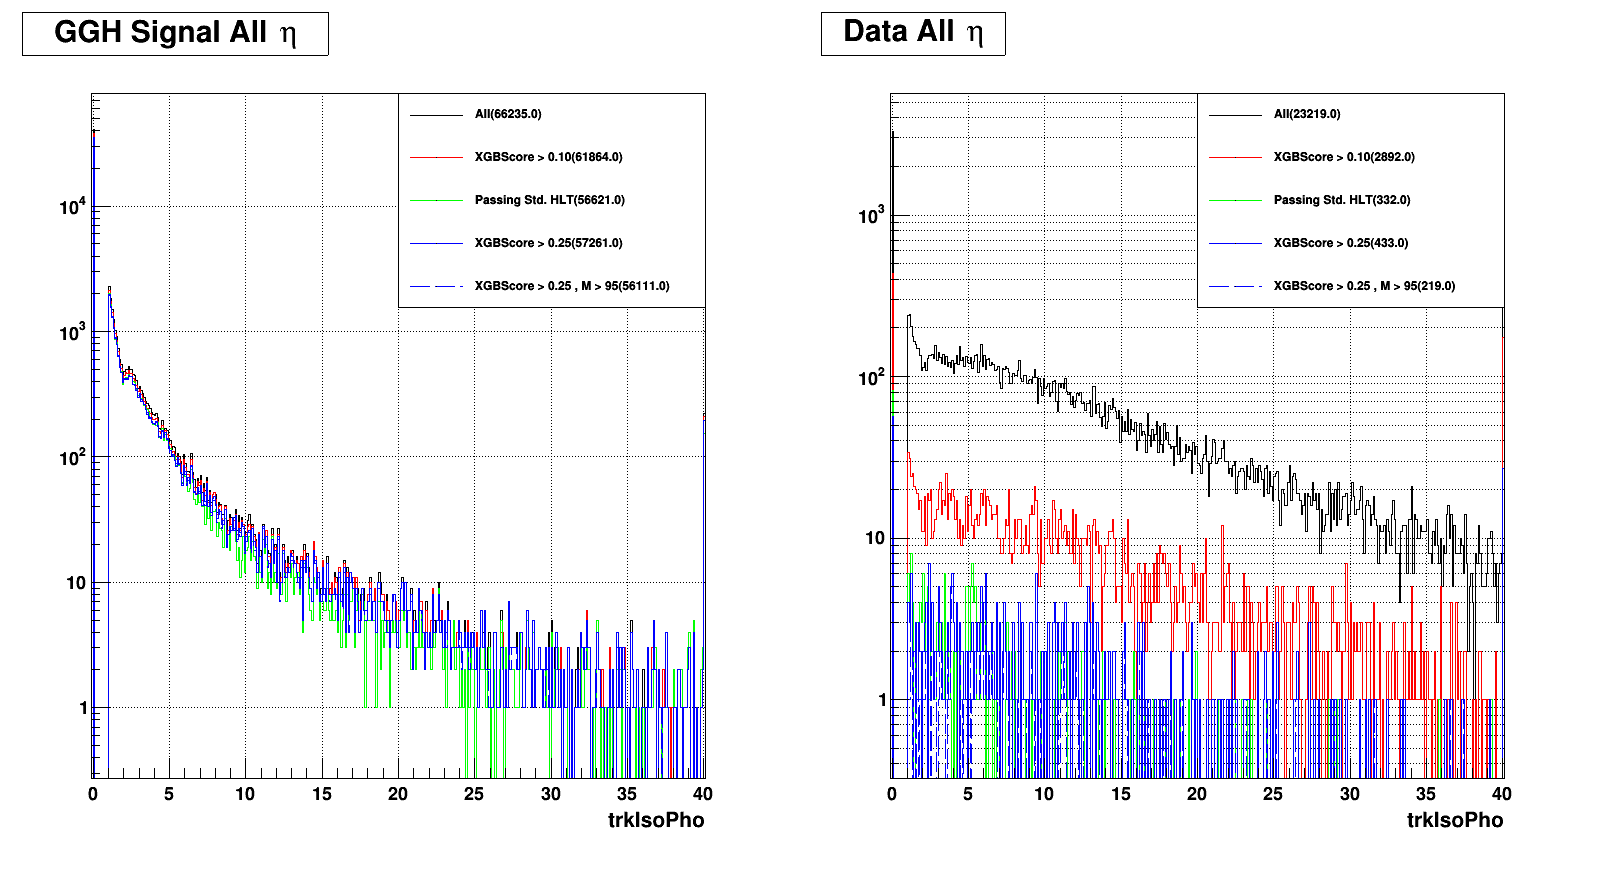 GGH Signal All η
All(66235.0)
XGBScore > 0.10(61864.0)
Passing Std. HLT(56621.0)
XGBScore > 0.25(57261.0)
XGBScore > 0.25 , M > 95(56111.0)
10^4
10^3
10^2
10
1
0 5 10 15 20 25 30 35 40
trkIsoPho
Data All η
All(23219.0)
XGBScore > 0.10(2892.0)
Passing Std. HLT(332.0)
XGBScore > 0.25(433.0)
XGBScore > 0.25 , M > 95(219.0)
10^3
10^2
10
1
0 5 10 15 20 25 30 35 40
trkIsoPho